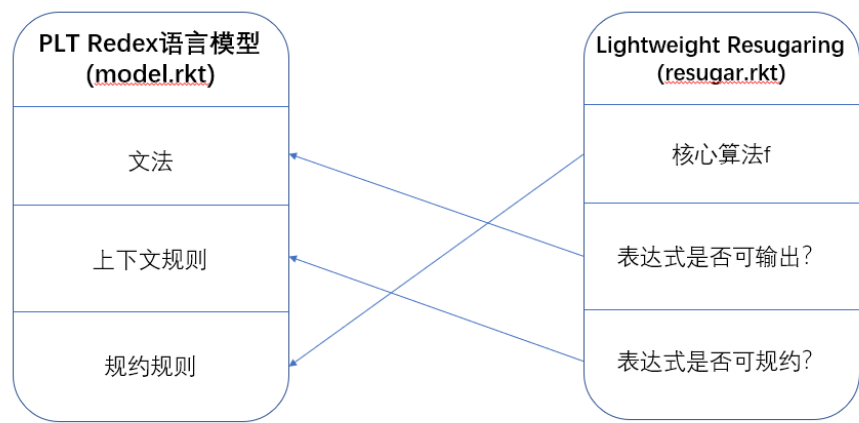 PLT Redex语言模型
(model.rkt)
文法
上下文规则
规约规则
Lightweight Resugaring
(resugar.rkt)
核心算法f
表达式是否可输出?
表达式是否可规约?